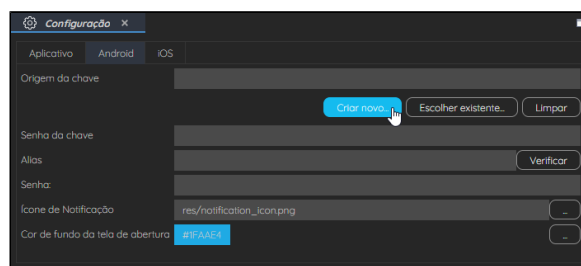 Configuração ×
Aplicativo Android iOS
Origem da chave
Criar novo... Escolher existente... Limpar
Senha da chave
Alias Verificar
Senha:
Ícone de Notificação res/notification_icon.png ...
Cor de fundo da tela de abertura #1FAAE4 ...